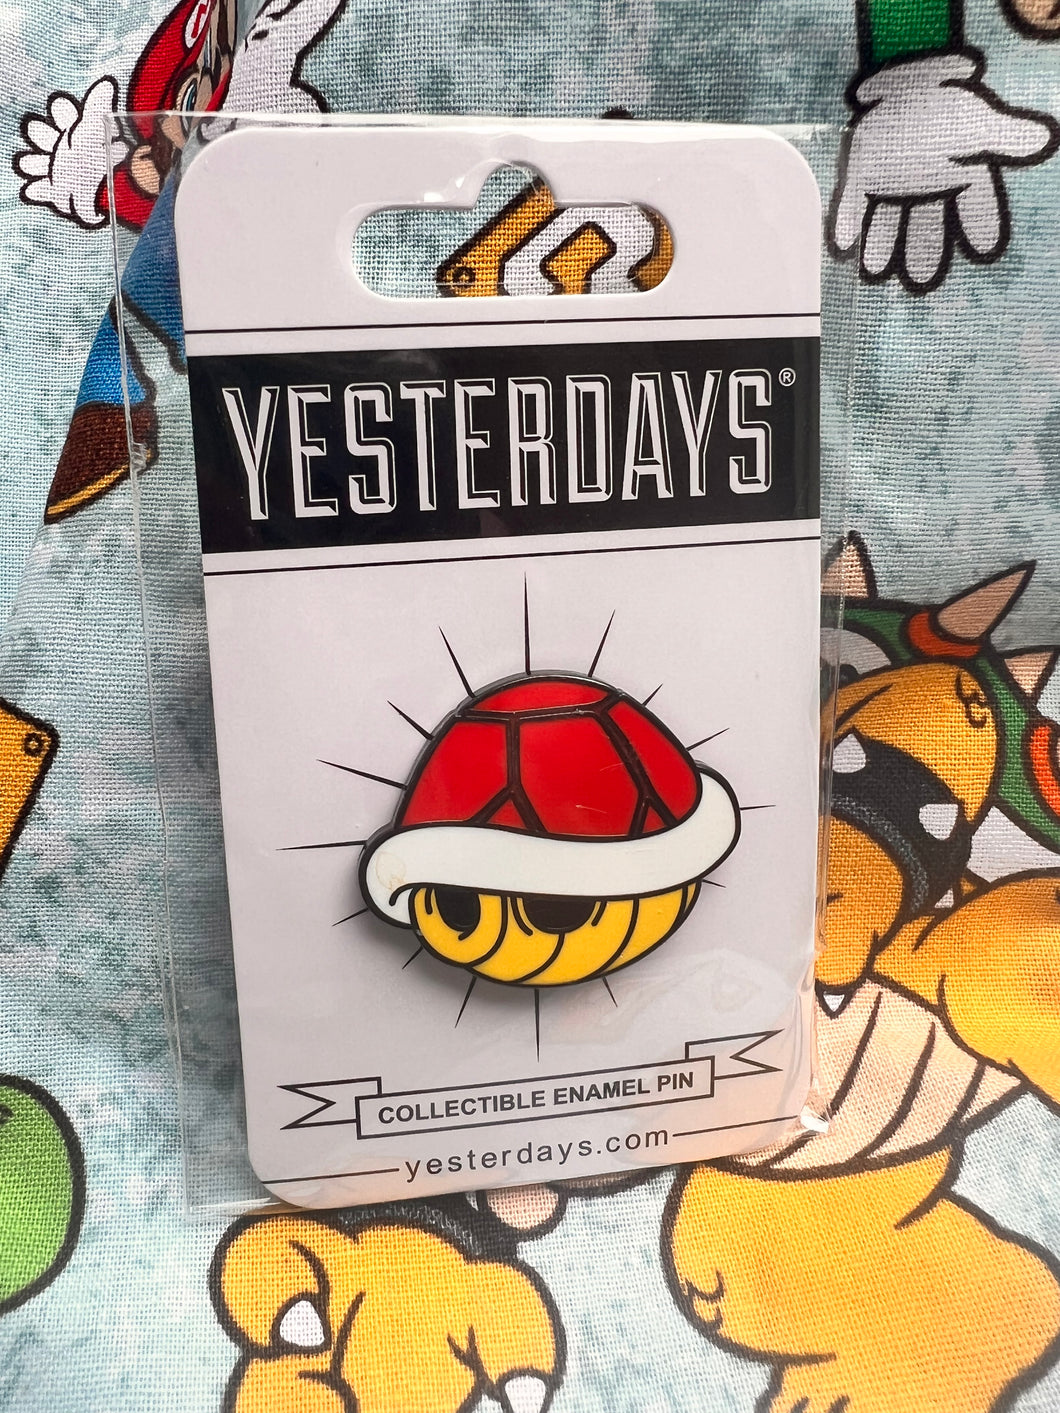 YESTERDAYS®
COLLECTIBLE ENAMEL PIN
yesterdays.com